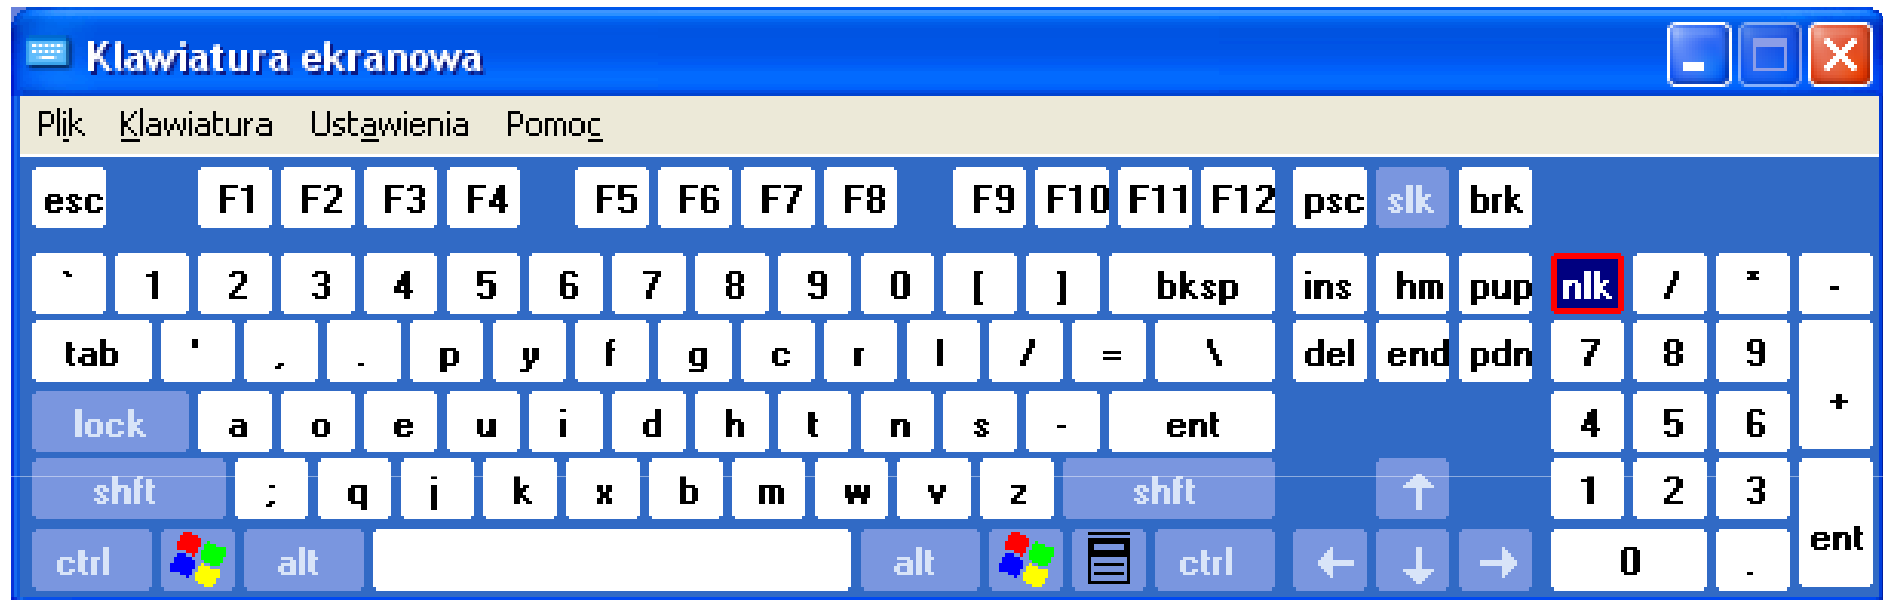 Klawiatura ekranowa
Plik Klawiatura Ustawienia Pomoc
esc F1 F2 F3 F4 F5 F6 F7 F8 F9 F10 F11 F12 psc slk brk
` 1 2 3 4 5 6 7 8 9 0 [ ] bksp ins hm pup nlk / * -
tab ' , . p y f g c r l / = \ del end pdn 7 8 9 +
lock a o e u i d h t n s - ent 4 5 6
shft ; q j k x b m w v z shft ↑ 1 2 3 ent
ctrl alt alt ctrl ← ↓ → 0 .